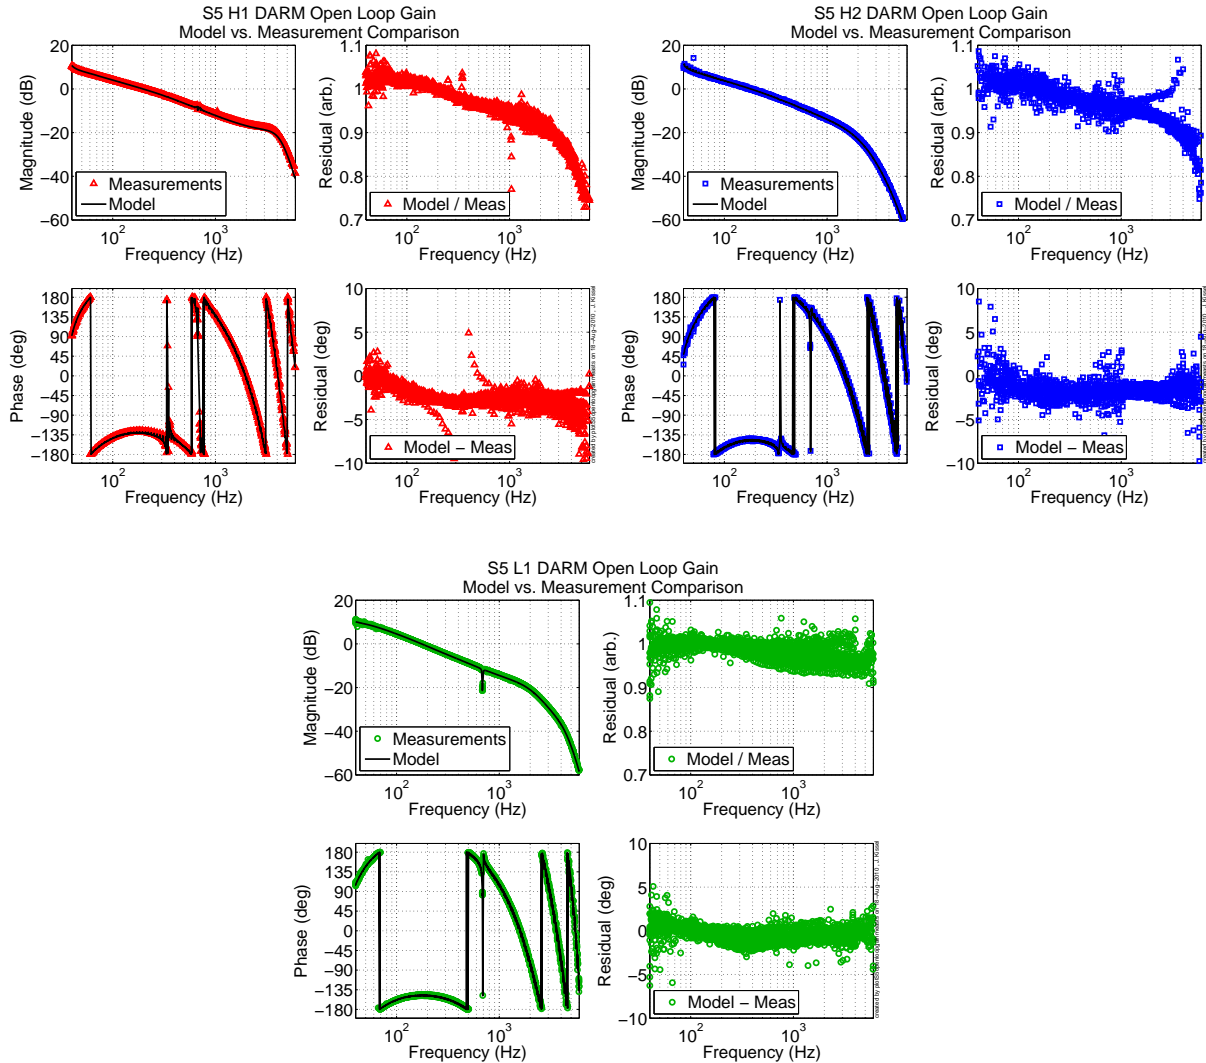 S5 H1 DARM Open Loop Gain
Model vs. Measurement Comparison
20
0
−20
−40
−60
Magnitude (dB)
Measurements
Model
10^2
10^3
Frequency (Hz)
1.1
1
0.9
0.8
0.7
Residual (arb.)
Model / Meas
10^2
10^3
Frequency (Hz)
180
135
90
45
0
−45
−90
−135
−180
Phase (deg)
10^2
10^3
Frequency (Hz)
10
5
0
−5
−10
Residual (deg)
Model − Meas
10^2
10^3
Frequency (Hz)
S5 H2 DARM Open Loop Gain
Model vs. Measurement Comparison
20
0
−20
−40
−60
Magnitude (dB)
Measurements
Model
10^2
10^3
Frequency (Hz)
1.1
1
0.9
0.8
0.7
Residual (arb.)
Model / Meas
10^2
10^3
Frequency (Hz)
180
135
90
45
0
−45
−90
−135
−180
Phase (deg)
10^2
10^3
Frequency (Hz)
10
5
0
−5
−10
Residual (deg)
Model − Meas
10^2
10^3
Frequency (Hz)
S5 L1 DARM Open Loop Gain
Model vs. Measurement Comparison
20
0
−20
−40
−60
Magnitude (dB)
Measurements
Model
10^2
10^3
Frequency (Hz)
1.1
1
0.9
0.8
0.7
Residual (arb.)
Model / Meas
10^2
10^3
Frequency (Hz)
180
135
90
45
0
−45
−90
−135
−180
Phase (deg)
10^2
10^3
Frequency (Hz)
10
5
0
−5
−10
Residual (deg)
Model − Meas
10^2
10^3
Frequency (Hz)